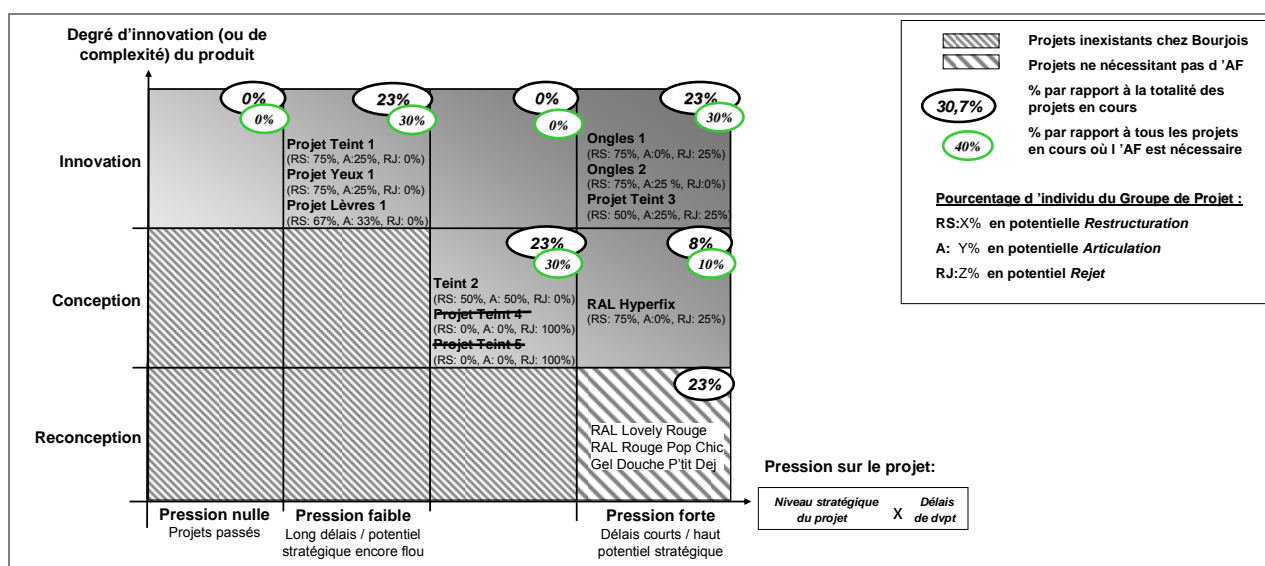 Degré d'innovation (ou de
complexité) du produit
Innovation
Conception
Reconception
0%
0%
23%
30%
0%
0%
23%
30%
Projet Teint 1
(RS: 75%, A:25%, RJ: 0%)
Projet Yeux 1
(RS: 75%, A:25%, RJ: 0%)
Projet Lèvres 1
(RS: 67%, A: 33%, RJ: 0%)
Ongles 1
(RS: 75%, A:0%, RJ: 25%)
Ongles 2
(RS: 75%, A:25 %, RJ:0%)
Projet Teint 3
(RS: 50%, A:25%, RJ: 25%)
23%
30%
8%
10%
Teint 2
(RS: 50%, A: 50%, RJ: 0%)
Projet Teint 4
(RS: 0%, A: 0%, RJ: 100%)
Projet Teint 5
(RS: 0%, A: 0%, RJ: 100%)
RAL Hyperfix
(RS: 75%, A:0%, RJ: 25%)
23%
RAL Lovely Rouge
RAL Rouge Pop Chic
Gel Douche P'tit Dej
Pression nulle
Projets passés
Pression faible
Long délais / potentiel
stratégique encore flou
Pression forte
Délais courts / haut
potentiel stratégique
Pression sur le projet:
Niveau stratégique
du projet
X
Délais
de dvpt
Projets inexistants chez Bourjois
Projets ne nécessitant pas d 'AF
30,7%
% par rapport à la totalité des
projets en cours
40%
% par rapport à tous les projets
en cours où l 'AF est nécessaire
Pourcentage d 'individu du Groupe de Projet :
RS:X% en potentielle Restructuration
A: Y% en potentielle Articulation
RJ:Z% en potentiel Rejet